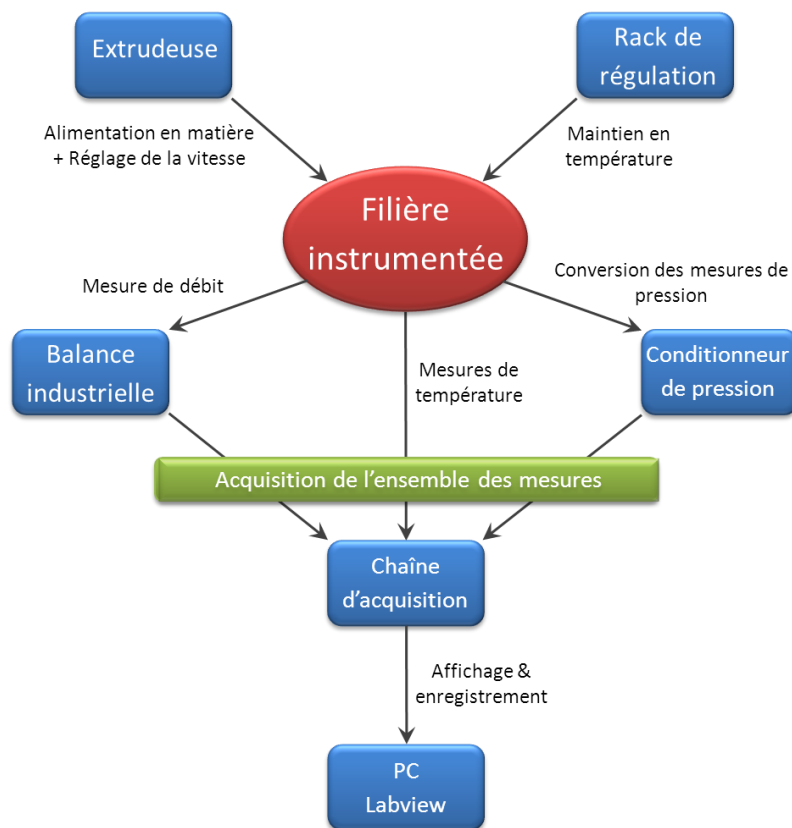 Extrudeuse
Rack de
régulation
Alimentation en matière
+ Réglage de la vitesse
Maintien en
température
Filière
instrumentée
Mesure de débit
Conversion des mesures de
pression
Balance
industrielle
Mesures de
température
Conditionneur
de pression
Acquisition de l’ensemble des mesures
Chaîne
d’acquisition
Affichage &
enregistrement
PC
Labview